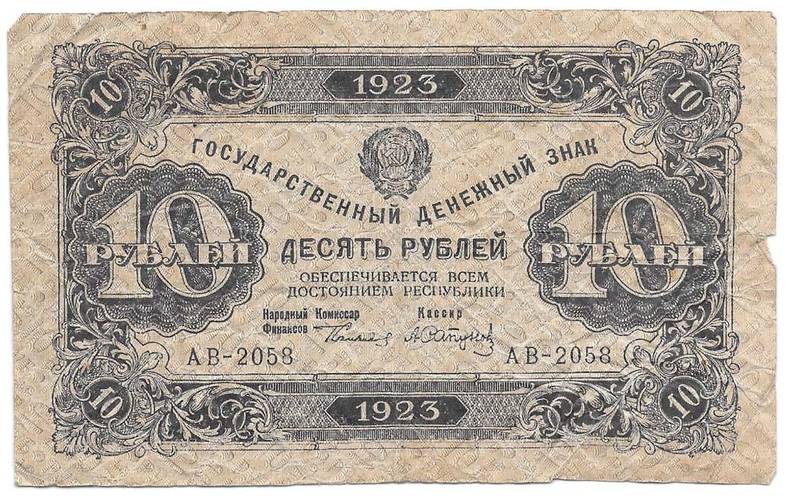 1923
10
10
ГОСУДАРСТВЕННЫЙ ДЕНЕЖНЫЙ ЗНАК
10
РУБЛЕЙ
10
РУБЛЕЙ
ДЕСЯТЬ РУБЛЕЙ
ОБЕСПЕЧИВАЕТСЯ ВСЕМ
ДОСТОЯНИЕМ РЕСПУБЛИКИ
Народный Комиссар Кассир
Финансов
АВ-2058 АВ-2058
10
10
1923